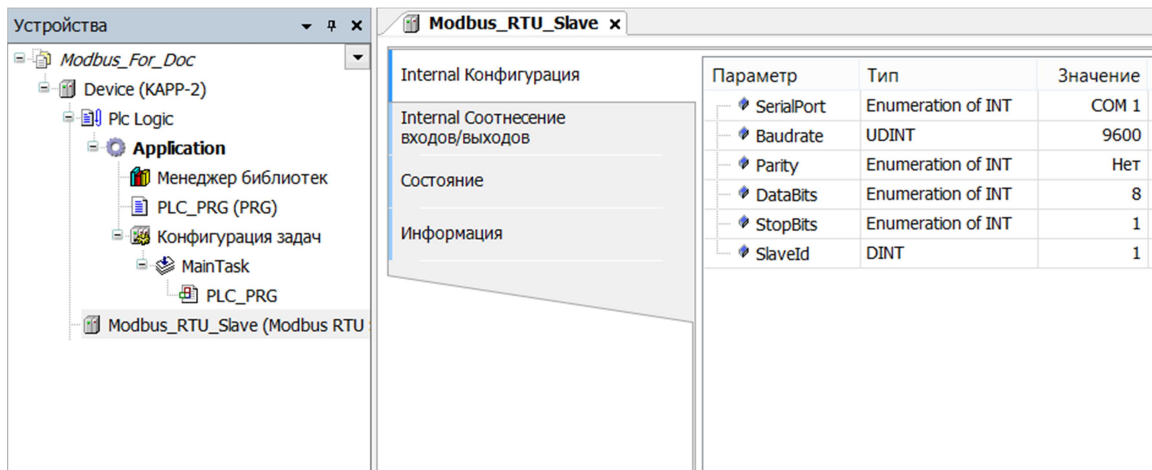 Устройства
Modbus_For_Doc
Device (KAPP-2)
Plc Logic
Application
Менеджер библиотек
PLC_PRG (PRG)
Конфигурация задач
MainTask
PLC_PRG
Modbus_RTU_Slave (Modbus RTU
Modbus_RTU_Slave x
Internal Конфигурация
Internal Соотнесение
входов/выходов
Состояние
Информация
Параметр Тип Значение
SerialPort Enumeration of INT COM 1
Baudrate UDINT 9600
Parity Enumeration of INT Нет
DataBits Enumeration of INT 8
StopBits Enumeration of INT 1
SlaveId DINT 1